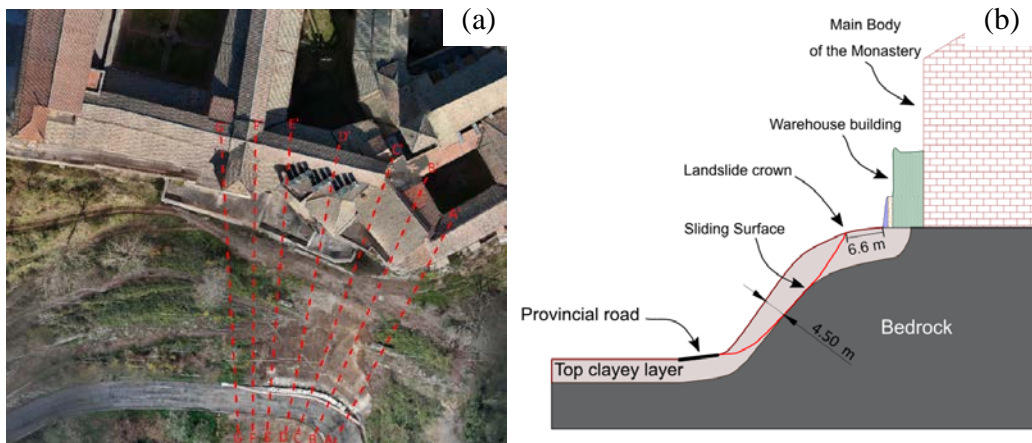 (a)
G'
F'
E'
D'
C'
B'
A'
G F E D C B A
(b)
Main Body
of the Monastery
Warehouse building
Landslide crown
6.6 m
Sliding Surface
4.50 m
Provincial road
Bedrock
Top clayey layer